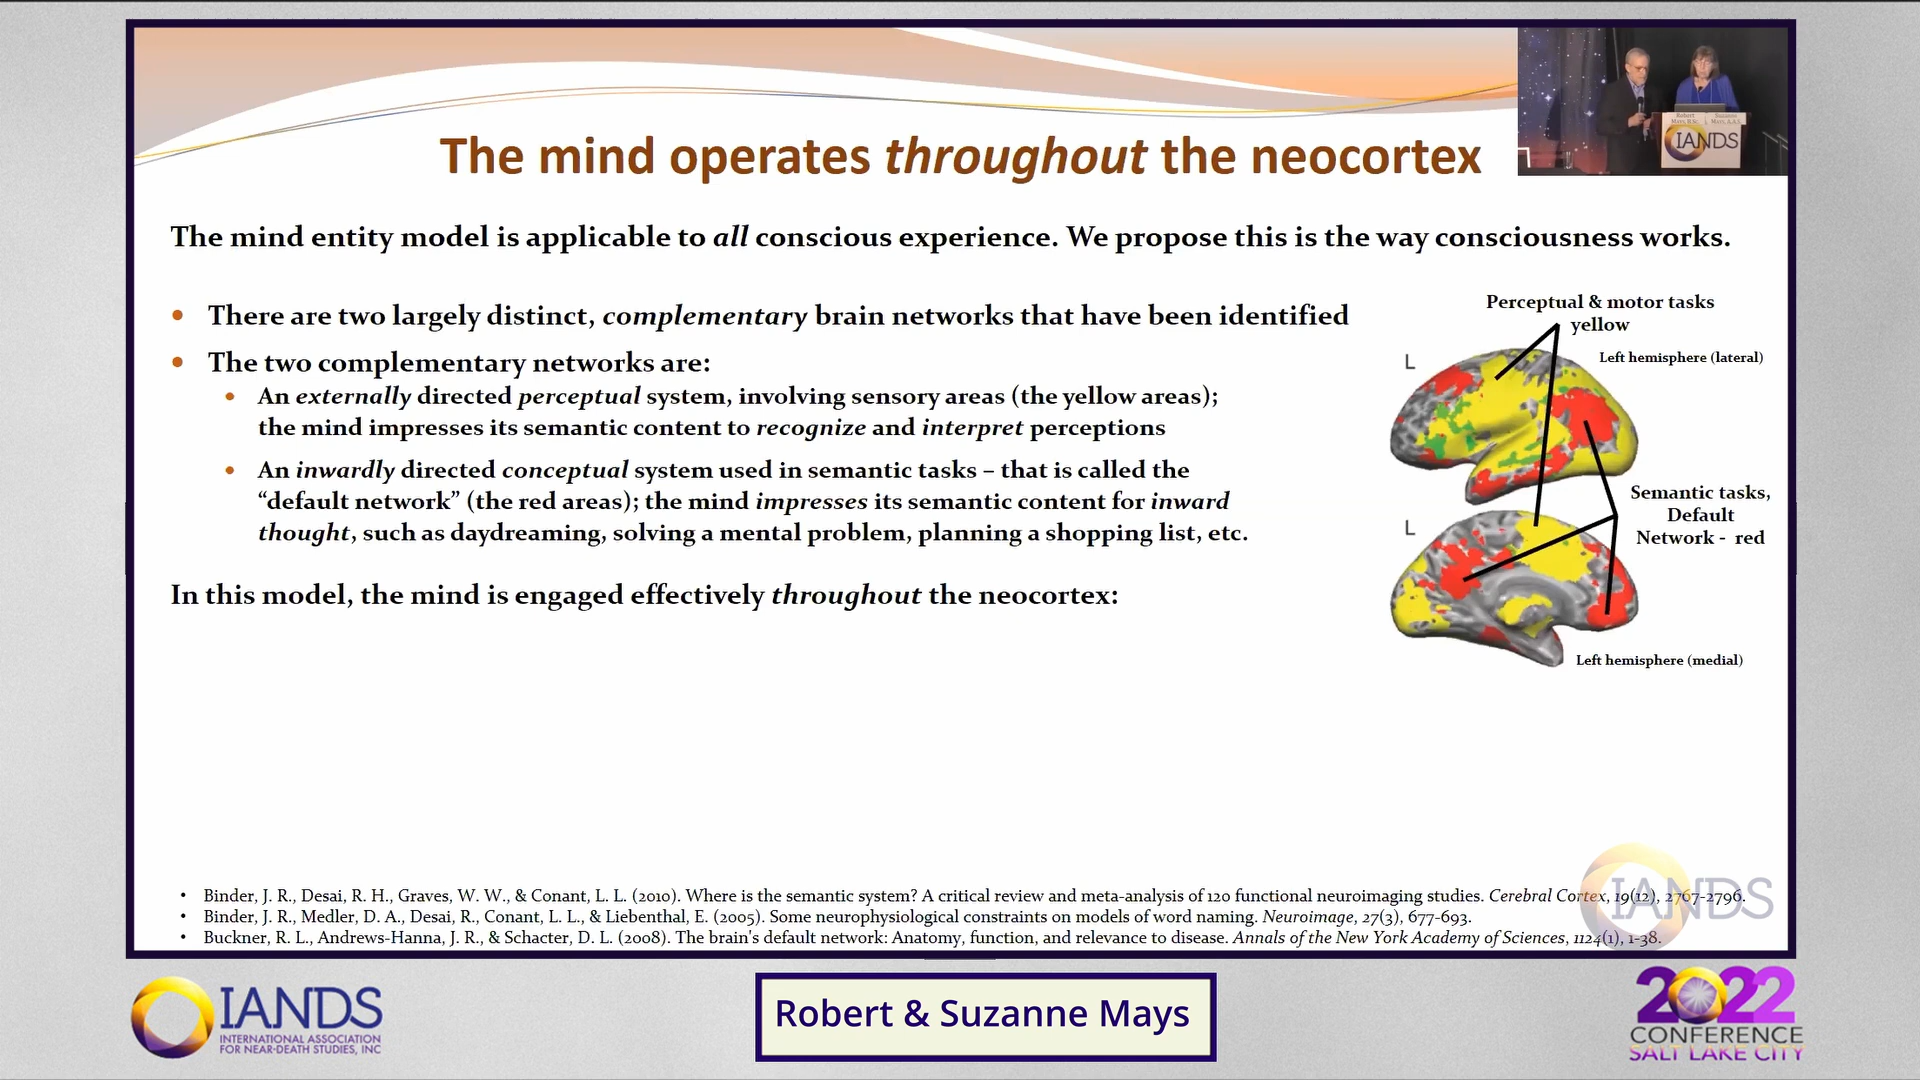 The mind operates throughout the neocortex
Robert Mays, B.Sc.
Suzanne Mays, A.A.S.
IANDS
The mind entity model is applicable to all conscious experience. We propose this is the way consciousness works.
• There are two largely distinct, complementary brain networks that have been identified
• The two complementary networks are:
• An externally directed perceptual system, involving sensory areas (the yellow areas);
the mind impresses its semantic content to recognize and interpret perceptions
• An inwardly directed conceptual system used in semantic tasks – that is called the
“default network” (the red areas); the mind impresses its semantic content for inward
thought, such as daydreaming, solving a mental problem, planning a shopping list, etc.
In this model, the mind is engaged effectively throughout the neocortex:
Perceptual & motor tasks
yellow
L
Left hemisphere (lateral)
Semantic tasks,
Default
Network - red
L
Left hemisphere (medial)
• Binder, J. R., Desai, R. H., Graves, W. W., & Conant, L. L. (2010). Where is the semantic system? A critical review and meta-analysis of 120 functional neuroimaging studies. Cerebral Cortex, 19(12), 2767-2796.
• Binder, J. R., Medler, D. A., Desai, R., Conant, L. L., & Liebenthal, E. (2005). Some neurophysiological constraints on models of word naming. Neuroimage, 27(3), 677-693.
• Buckner, R. L., Andrews-Hanna, J. R., & Schacter, D. L. (2008). The brain's default network: Anatomy, function, and relevance to disease. Annals of the New York Academy of Sciences, 1124(1), 1-38.
IANDS
IANDS
INTERNATIONAL ASSOCIATION
FOR NEAR-DEATH STUDIES, INC
Robert & Suzanne Mays
2022
CONFERENCE
SALT LAKE CITY